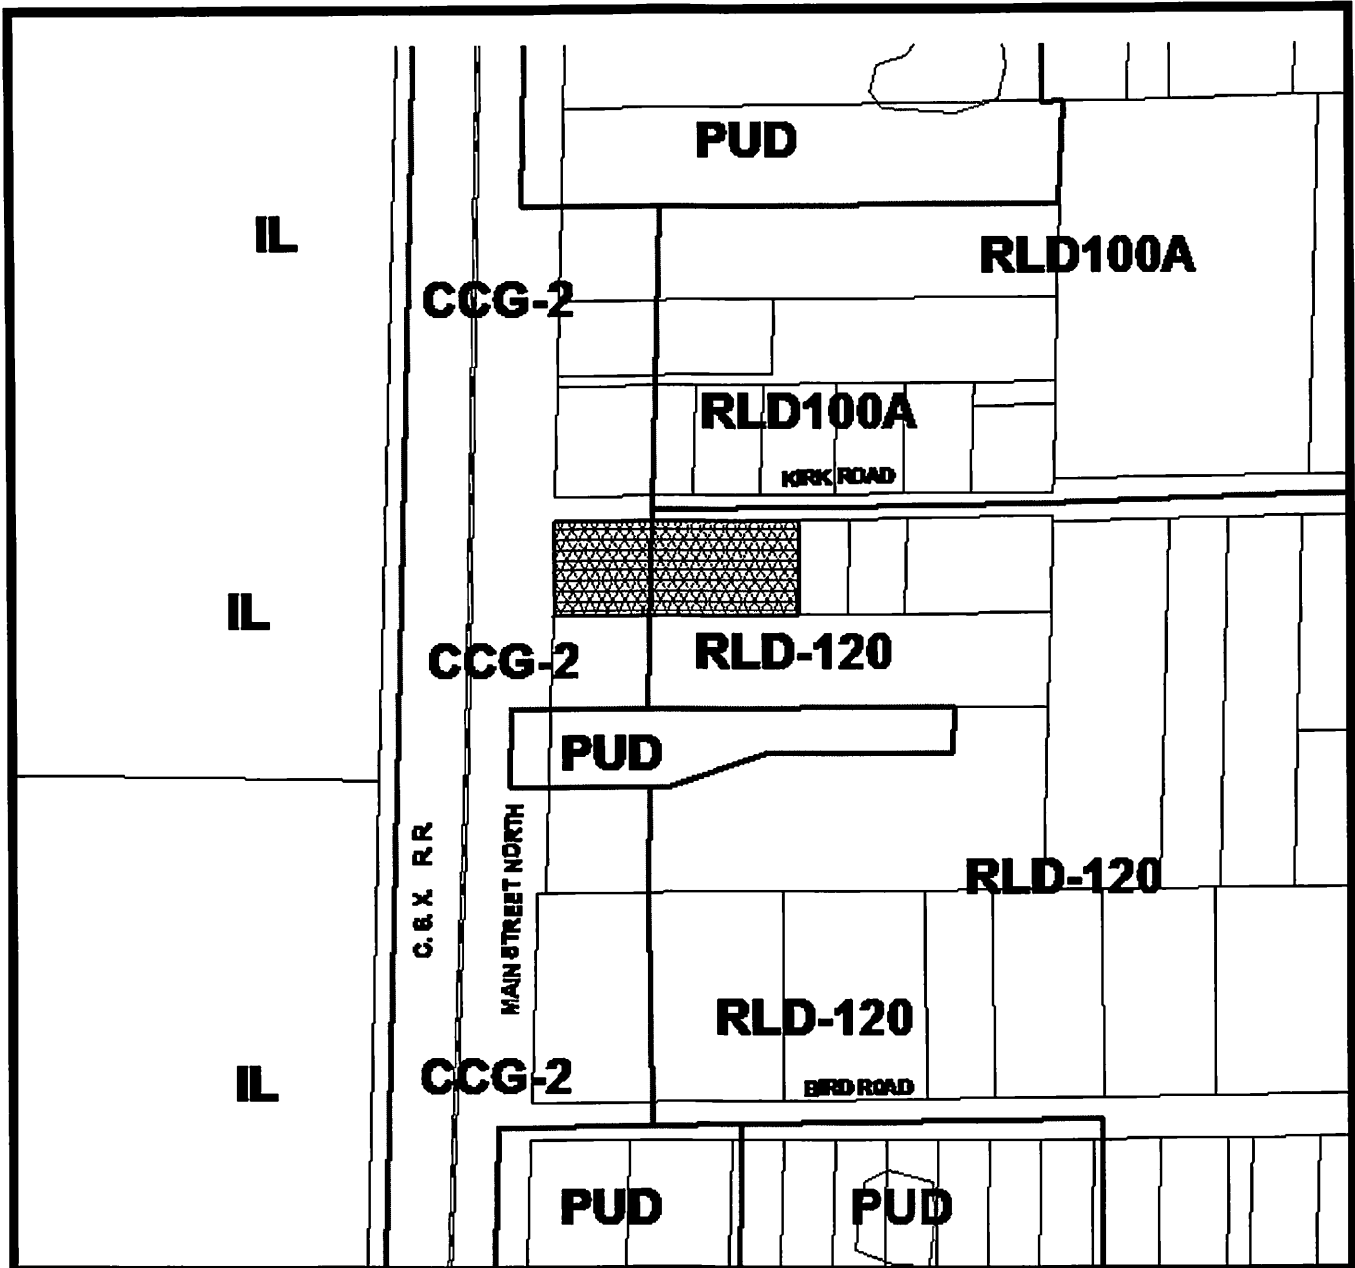 PUD
IL
RLD100A
CCG-2
RLD100A
KIRK ROAD
IL
CCG-2
RLD-120
PUD
C. S. X. R.R.
MAIN STREET NORTH
RLD-120
RLD-120
IL
CCG-2
BIRD ROAD
PUD
PUD